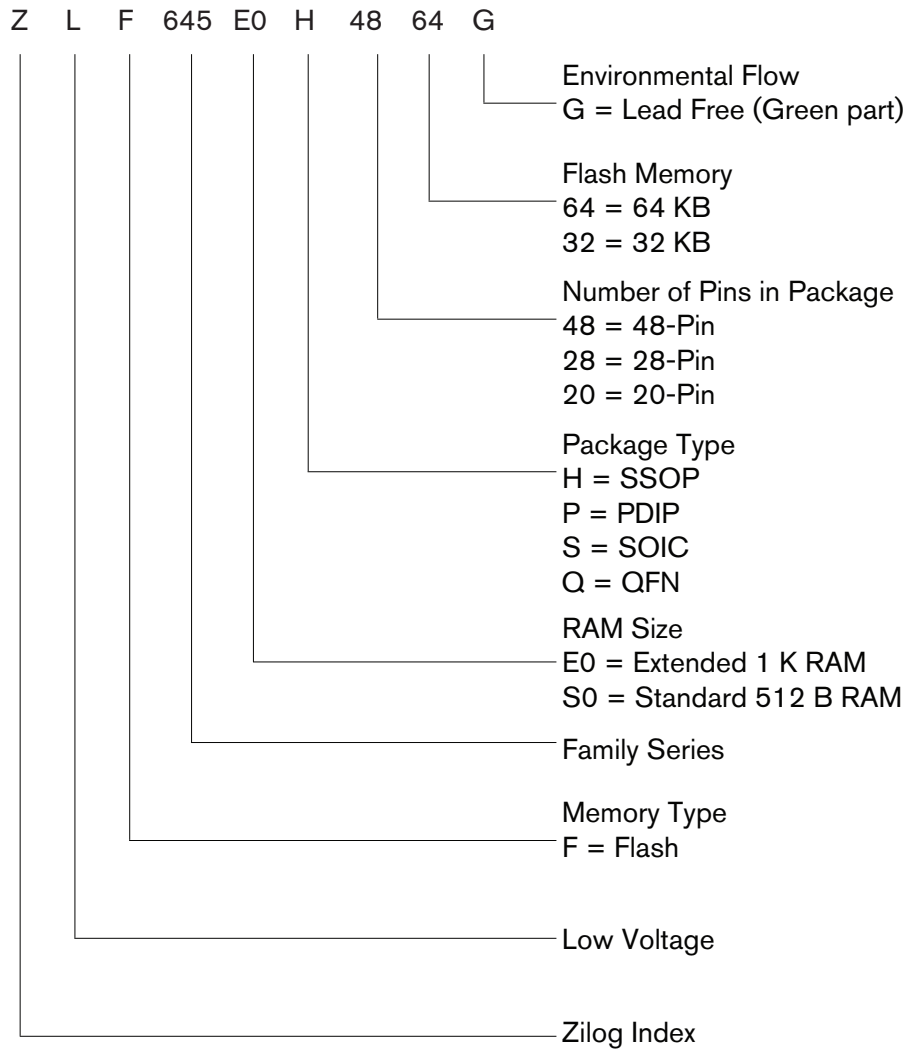 Z L F 645 E0 H 48 64 G
Environmental Flow
G = Lead Free (Green part)
Flash Memory
64 = 64 KB
32 = 32 KB
Number of Pins in Package
48 = 48-Pin
28 = 28-Pin
20 = 20-Pin
Package Type
H = SSOP
P = PDIP
S = SOIC
Q = QFN
RAM Size
E0 = Extended 1 K RAM
S0 = Standard 512 B RAM
Family Series
Memory Type
F = Flash
Low Voltage
Zilog Index